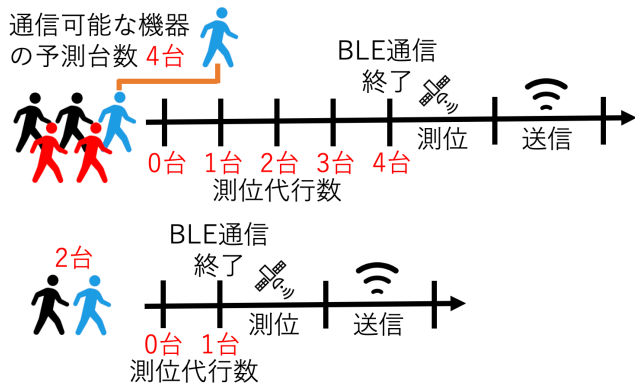 通信可能な機器
の予測台数 4台
BLE通信
終了
測位
送信
0台 1台 2台 3台 4台
測位代行数
2台
BLE通信
終了
測位
送信
0台 1台
測位代行数